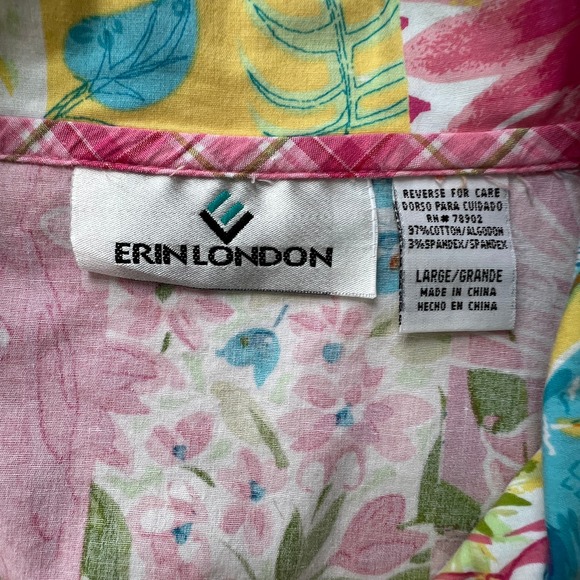 ERIN LONDON
REVERSE FOR CARE
DORSO PARA CUIDADO
RN# 78902
97%COTTON/ALGODON
3%SPANDEX/SPANDEX
LARGE/GRANDE
MADE IN CHINA
HECHO EN CHINA